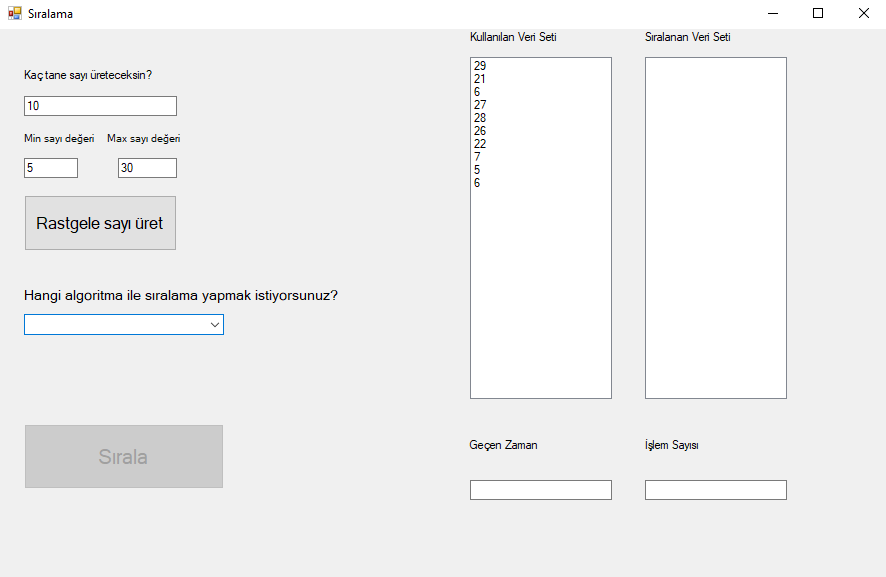 Sıralama
Kaç tane sayı üreteceksin?
10
Min sayı değeri
Max sayı değeri
5
30
Rastgele sayı üret
Hangi algoritma ile sıralama yapmak istiyorsunuz?
Sırala
Kullanılan Veri Seti
29
21
6
27
28
26
22
7
5
6
Sıralanan Veri Seti
Geçen Zaman
İşlem Sayısı